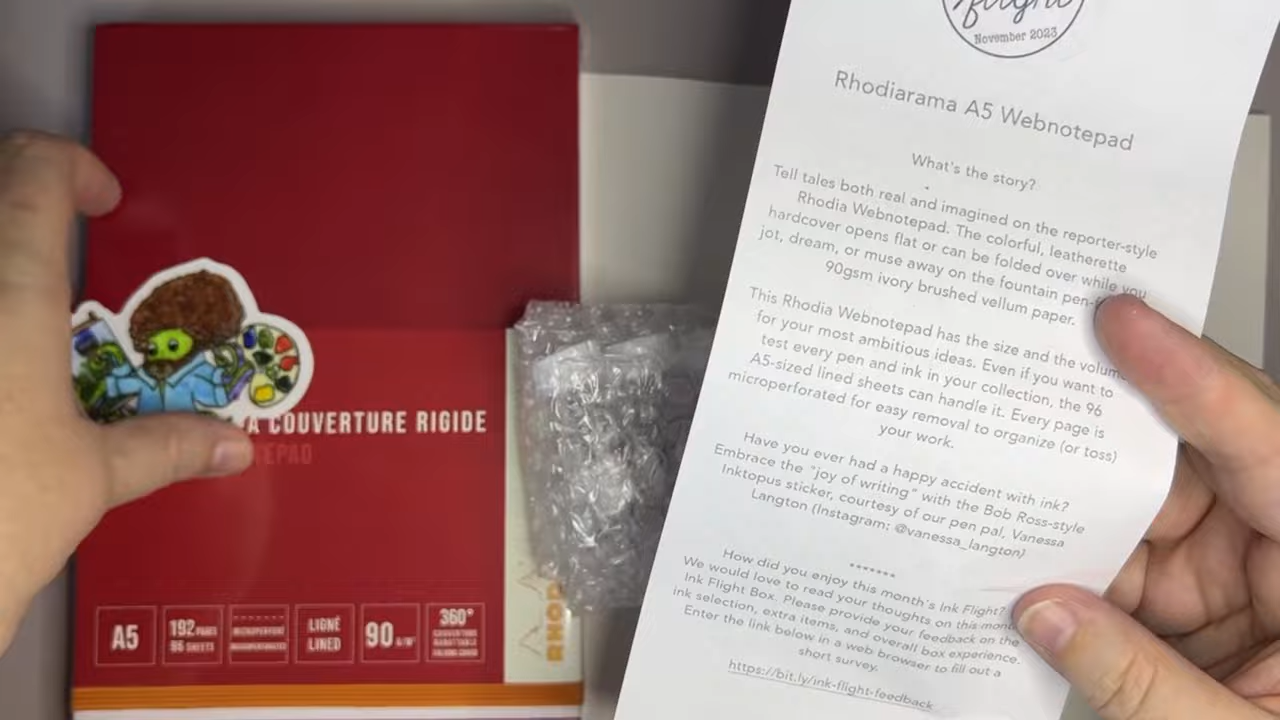 flight
November 2023
Rhodiarama A5 Webnotepad
What's the story?
Tell tales both real and imagined on the reporter-style
Rhodia Webnotepad. The colorful, leatherette
hardcover opens flat or can be folded over while you
jot, dream, or muse away on the fountain pen-f
90gsm ivory brushed vellum paper.
This Rhodia Webnotepad has the size and the volum
for your most ambitious ideas. Even if you want to
test every pen and ink in your collection, the 96
A5-sized lined sheets can handle it. Every page is
microperforated for easy removal to organize (or toss)
your work.
Have you ever had a happy accident with ink?
Embrace the "joy of writing" with the Bob Ross-style
Inktopus sticker, courtesy of our pen pal, Vanessa
Langton (Instagram: @vanessa_langton)
*******
How did you enjoy this month's Ink Flight?
We would love to read your thoughts on this month
Ink Flight Box. Please provide your feedback on the
ink selection, extra items, and overall box experience.
Enter the link below in a web browser to fill out a
short survey.
https://bit.ly/ink-flight-feedback
A COUVERTURE RIGIDE
TEPAD
A5
192 PAGES
96 SHEETS
LIGNÉ
LINED
90 G/M²
360°
RHOD